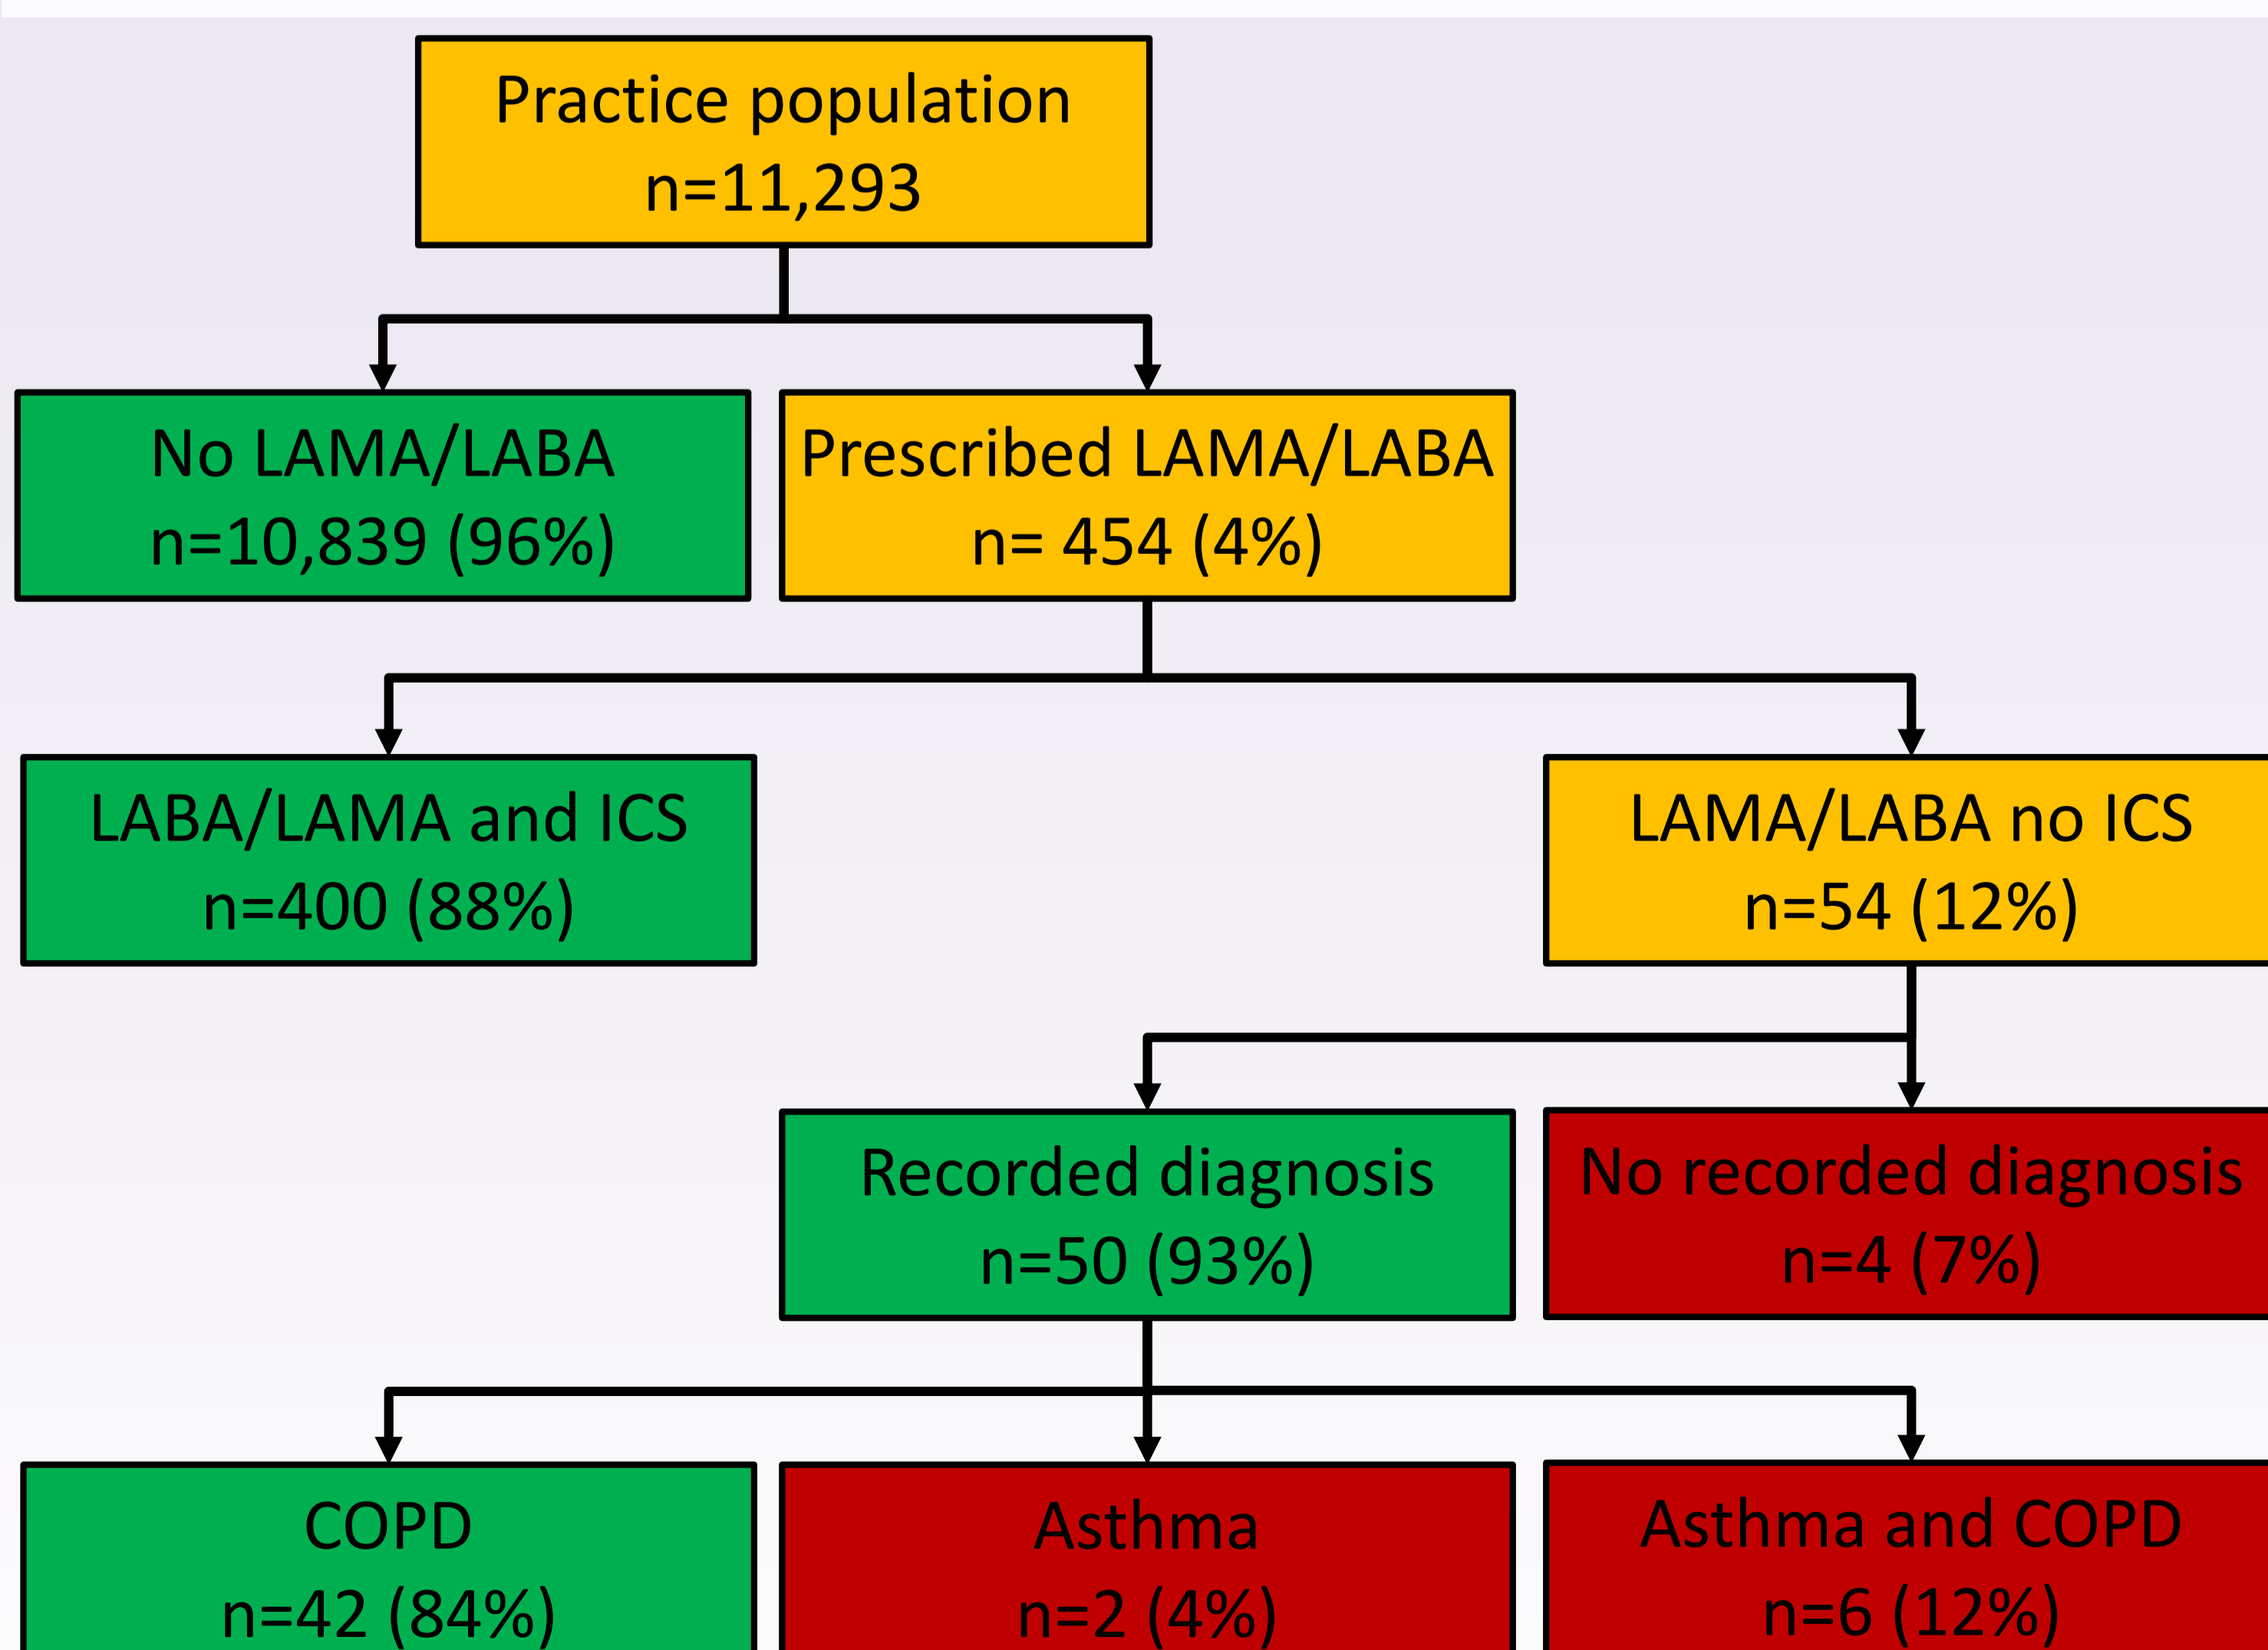 Practice population
n=11,293
No LAMA/LABA
n=10,839 (96%)
Prescribed LAMA/LABA
n= 454 (4%)
LABA/LAMA and ICS
n=400 (88%)
LAMA/LABA no ICS
n=54 (12%)
Recorded diagnosis
n=50 (93%)
No recorded diagnosis
n=4 (7%)
COPD
n=42 (84%)
Asthma
n=2 (4%)
Asthma and COPD
n=6 (12%)